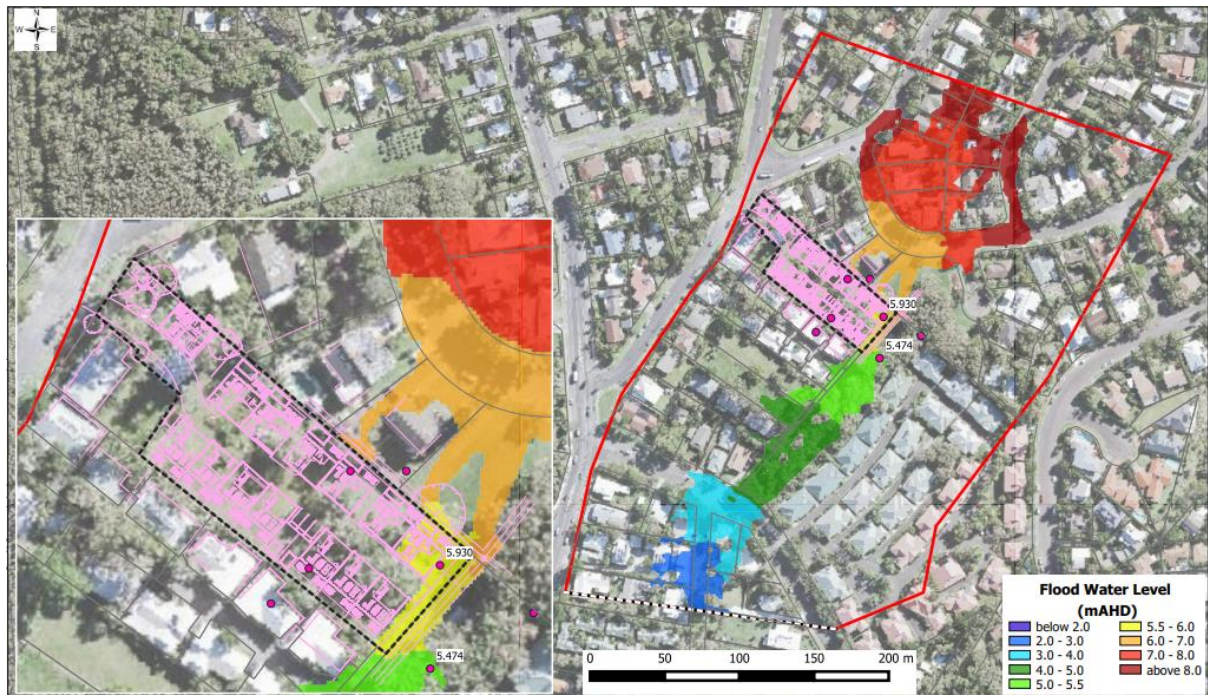 N
W E
S
5.930
5.474
5.930
5.474
0 50 100 150 200 m
Flood Water Level
(mAHD)
below 2.0
2.0 - 3.0
3.0 - 4.0
4.0 - 5.0
5.0 - 5.5
5.5 - 6.0
6.0 - 7.0
7.0 - 8.0
above 8.0